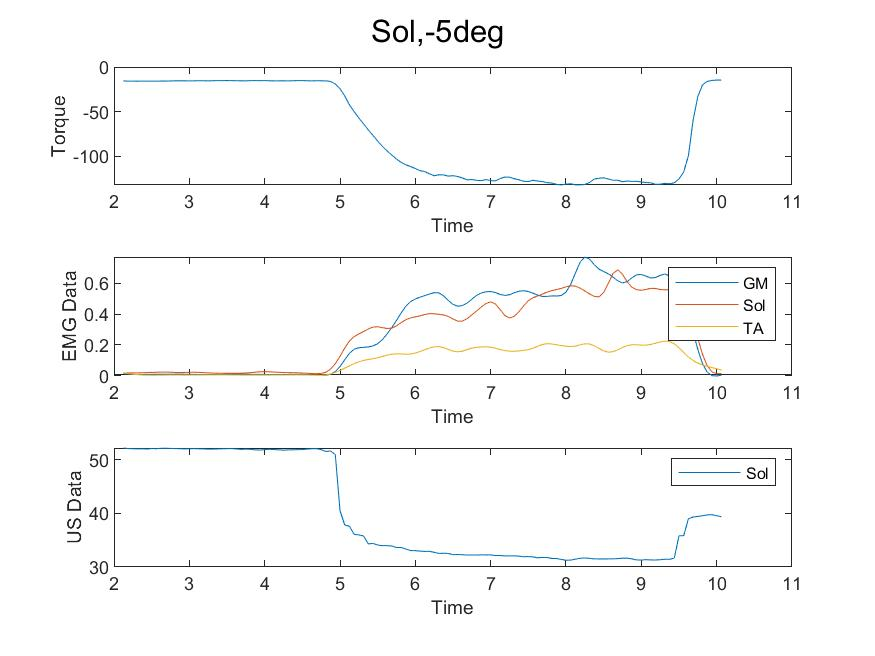 Sol,-5deg
0
-50
-100
Torque
2 3 4 5 6 7 8 9 10 11
Time
0.6
0.4
0.2
0
EMG Data
GM
Sol
TA
2 3 4 5 6 7 8 9 10 11
Time
50
40
30
US Data
Sol
2 3 4 5 6 7 8 9 10 11
Time